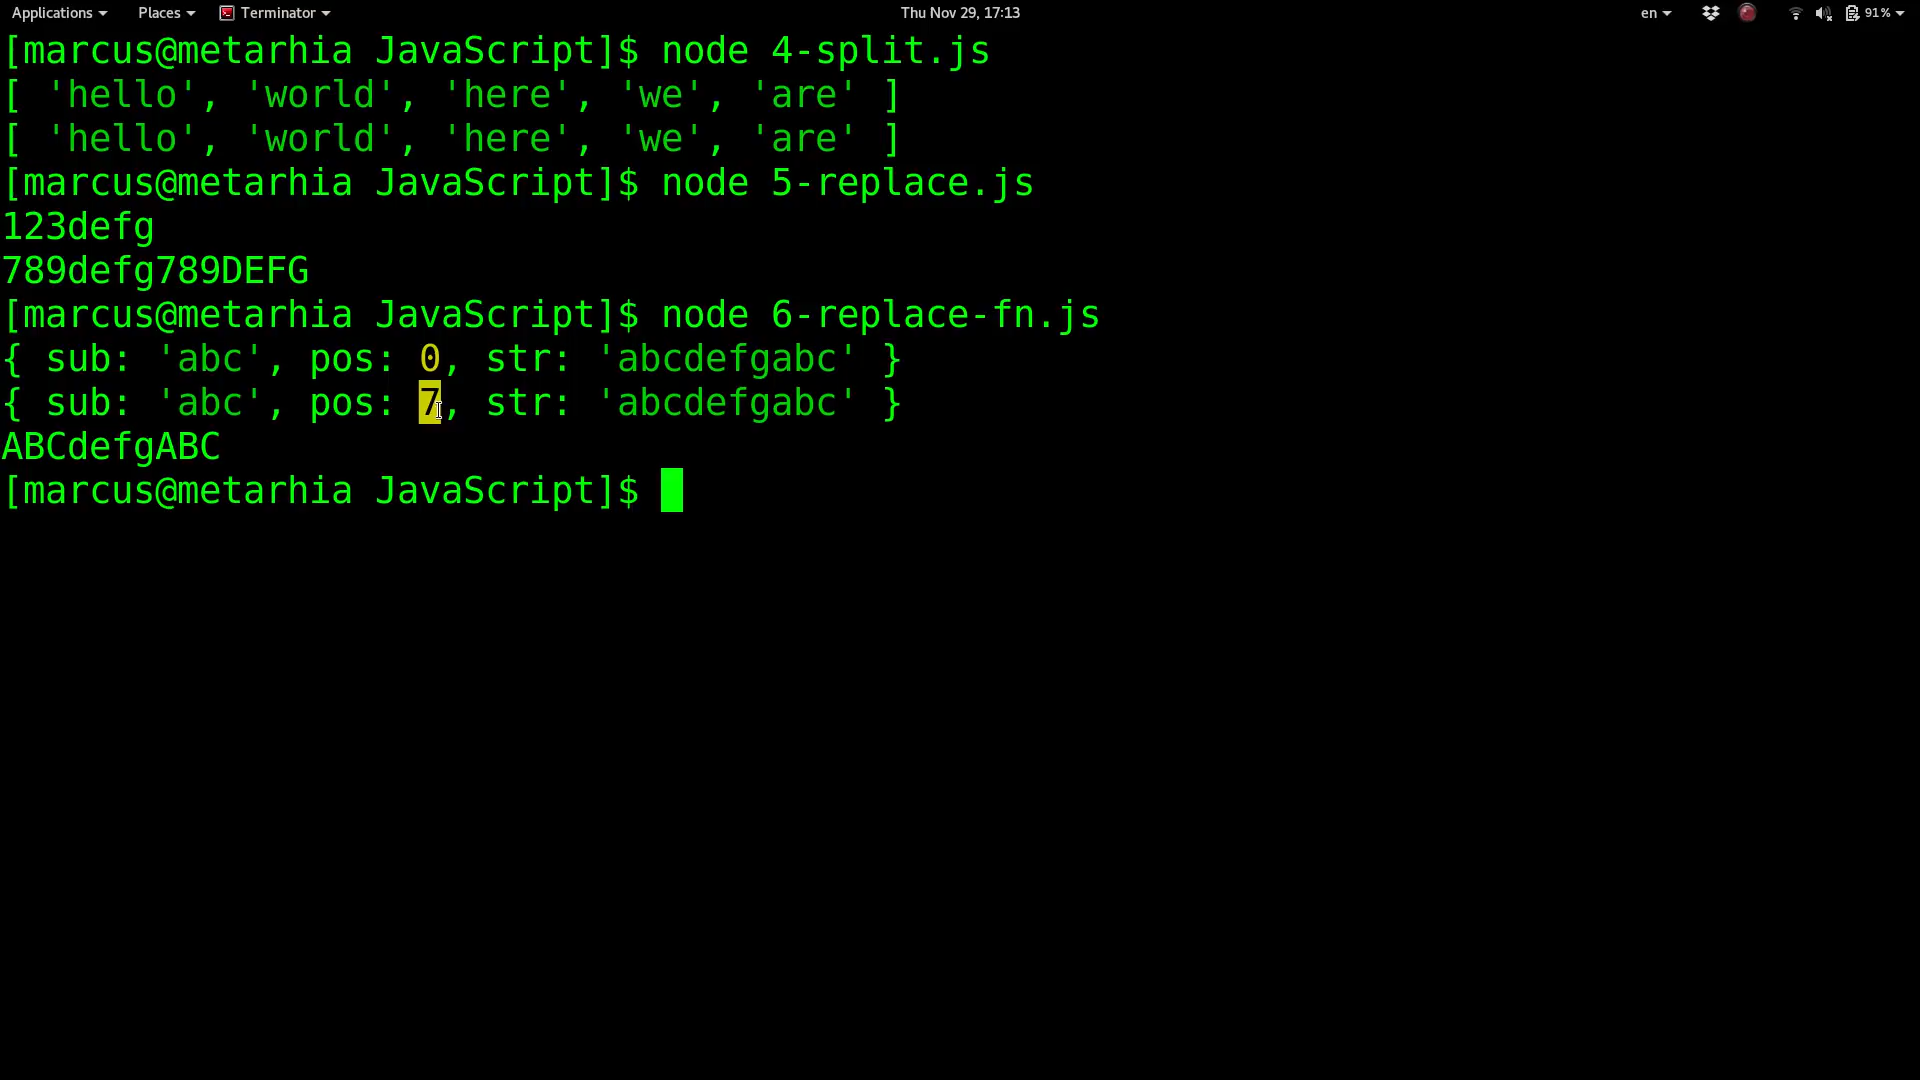 Applications Places Terminator Thu Nov 29, 17:13 en 91%
[marcus@metarhia JavaScript]$ node 4-split.js
[ 'hello', 'world', 'here', 'we', 'are' ]
[ 'hello', 'world', 'here', 'we', 'are' ]
[marcus@metarhia JavaScript]$ node 5-replace.js
123defg
789defg789DEFG
[marcus@metarhia JavaScript]$ node 6-replace-fn.js
{ sub: 'abc', pos: 0, str: 'abcdefgabc' }
{ sub: 'abc', pos: 7, str: 'abcdefgabc' }
ABCdefgABC
[marcus@metarhia JavaScript]$